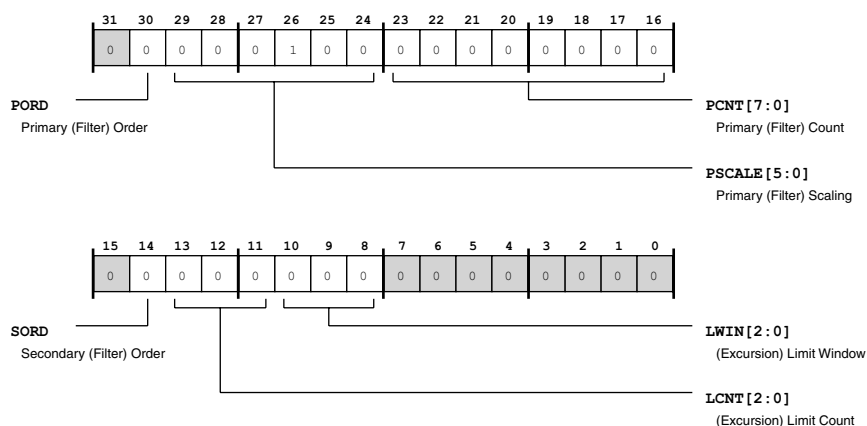 31 30 29 28 27 26 25 24 23 22 21 20 19 18 17 16
0 0 0 0 0 1 0 0 0 0 0 0 0 0 0 0
PORD
Primary (Filter) Order
PCNT[7:0]
Primary (Filter) Count
PSCALE[5:0]
Primary (Filter) Scaling
15 14 13 12 11 10 9 8 7 6 5 4 3 2 1 0
0 0 0 0 0 0 0 0 0 0 0 0 0 0 0 0
SORD
Secondary (Filter) Order
LWIN[2:0]
(Excursion) Limit Window
LCNT[2:0]
(Excursion) Limit Count